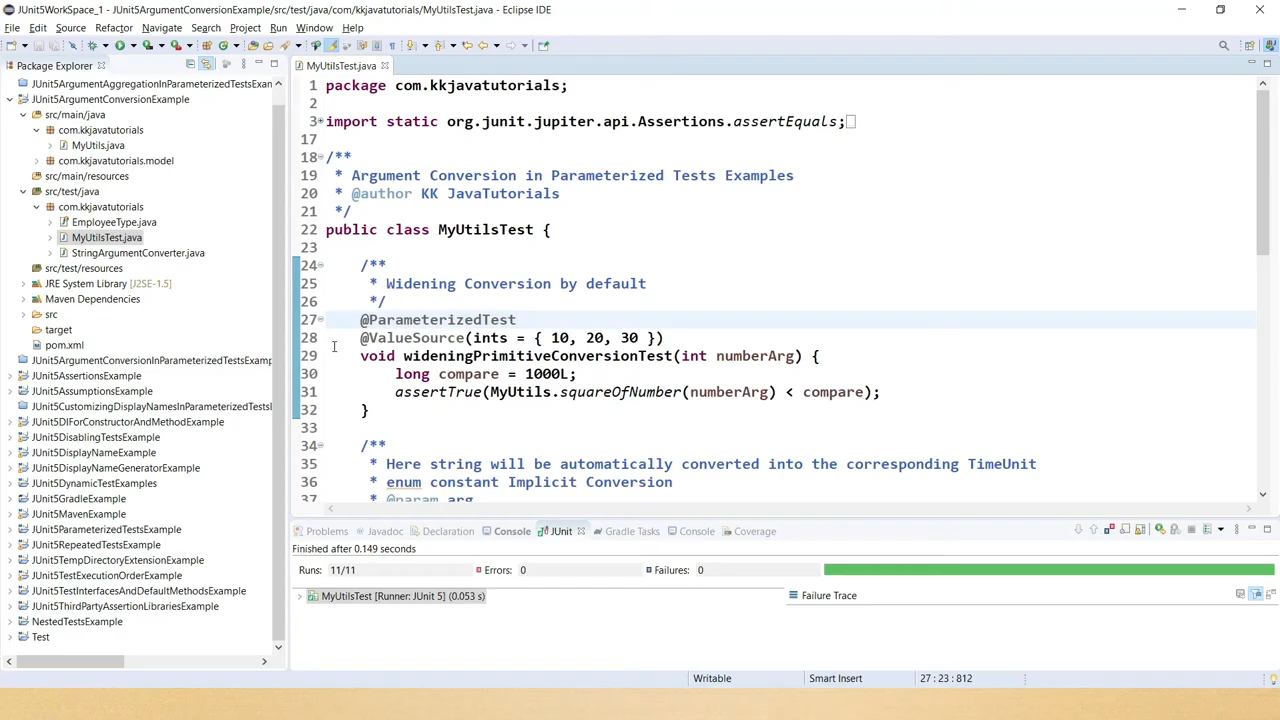 JUnit5WorkSpace_1 - JUnit5ArgumentConversionExample/src/test/java/com/kkjavatutorials/MyUtilsTest.java - Eclipse IDE
File Edit Source Refactor Navigate Search Project Run Window Help
Package Explorer
JUnit5ArgumentAggregationInParameterizedTestsExan
JUnit5ArgumentConversionExample
src/main/java
com.kkjavatutorials
MyUtils.java
com.kkjavatutorials.model
src/main/resources
src/test/java
com.kkjavatutorials
EmployeeType.java
MyUtilsTest.java
StringArgumentConverter.java
src/test/resources
JRE System Library [J2SE-1.5]
Maven Dependencies
src
target
pom.xml
JUnit5ArgumentConversionInParameterizedTestsExamp
JUnit5AssertionsExample
JUnit5AssumptionsExample
JUnit5CustomizingDisplayNamesInParameterizedTestsI
JUnit5DIForConstructorAndMethodExample
JUnit5DisablingTestsExample
JUnit5DisplayNameExample
JUnit5DisplayNameGeneratorExample
JUnit5DynamicTestsExamples
JUnit5GradleExample
JUnit5MavenExample
JUnit5ParameterizedTestsExample
JUnit5RepeatedTestsExample
JUnit5TempDirectoryExtensionExample
JUnit5TestExecutionOrderExample
JUnit5TestInterfacesAndDefaultMethodsExample
JUnit5ThirdPartyAssertionLibrariesExample
NestedTestsExample
Test
MyUtilsTest.java
1 package com.kkjavatutorials;
2
3 import static org.junit.jupiter.api.Assertions.assertEquals;
17
18 /**
19 * Argument Conversion in Parameterized Tests Examples
20 * @author KK JavaTutorials
21 */
22 public class MyUtilsTest {
23
24 /**
25 * Widening Conversion by default
26 */
27 @ParameterizedTest
28 @ValueSource(ints = { 10, 20, 30 })
29 void wideningPrimitiveConversionTest(int numberArg) {
30 long compare = 1000L;
31 assertTrue(MyUtils.squareOfNumber(numberArg) < compare);
32 }
33
34 /**
35 * Here string will be automatically converted into the corresponding TimeUnit
36 * enum constant Implicit Conversion
37 * @param arg
Problems Javadoc Declaration Console JUnit Gradle Tasks Console Coverage
Finished after 0.149 seconds
Runs: 11/11 Errors: 0 Failures: 0
MyUtilsTest [Runner: JUnit 5] (0.053 s)
Failure Trace
Writable Smart Insert 27 : 23 : 812